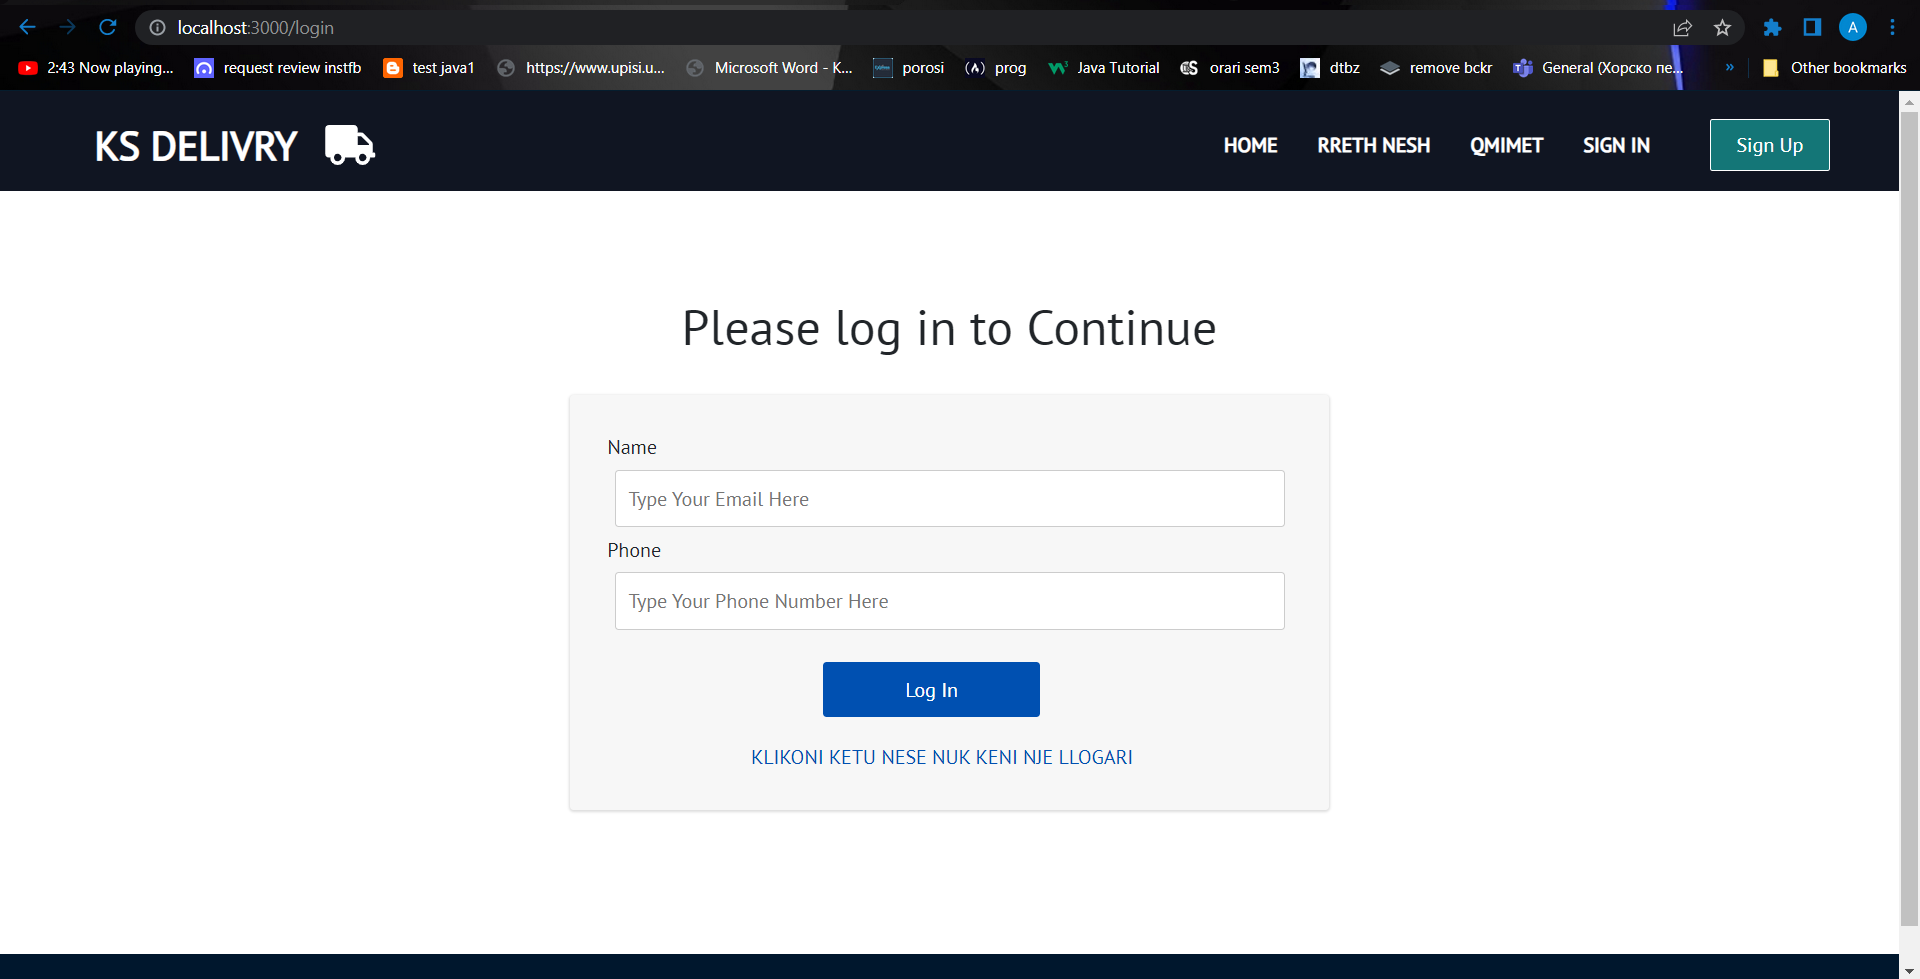 localhost:3000/login
2:43 Now playing... request review instfb test java1 https://www.upisi.u... Microsoft Word - K... porosi prog Java Tutorial orari sem3 dtbz remove bckr General (Хорско пе... » Other bookmarks
KS DELIVRY HOME RRETH NESH QMIMET SIGN IN Sign Up
Please log in to Continue
Name
Type Your Email Here
Phone
Type Your Phone Number Here
Log In
KLIKONI KETU NESE NUK KENI NJE LLOGARI